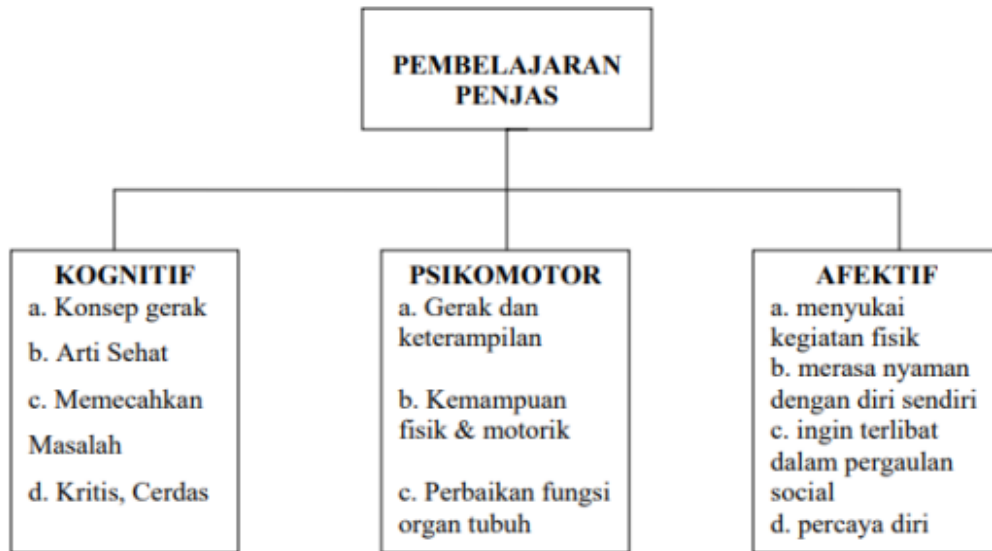 PEMBELAJARAN
PENJAS
KOGNITIF
a. Konsep gerak
b. Arti Sehat
c. Memecahkan
Masalah
d. Kritis, Cerdas
PSIKOMOTOR
a. Gerak dan
keterampilan
b. Kemampuan
fisik & motorik
c. Perbaikan fungsi
organ tubuh
AFEKTIF
a. menyukai
kegiatan fisik
b. merasa nyaman
dengan diri sendiri
c. ingin terlibat
dalam pergaulan
social
d. percaya diri